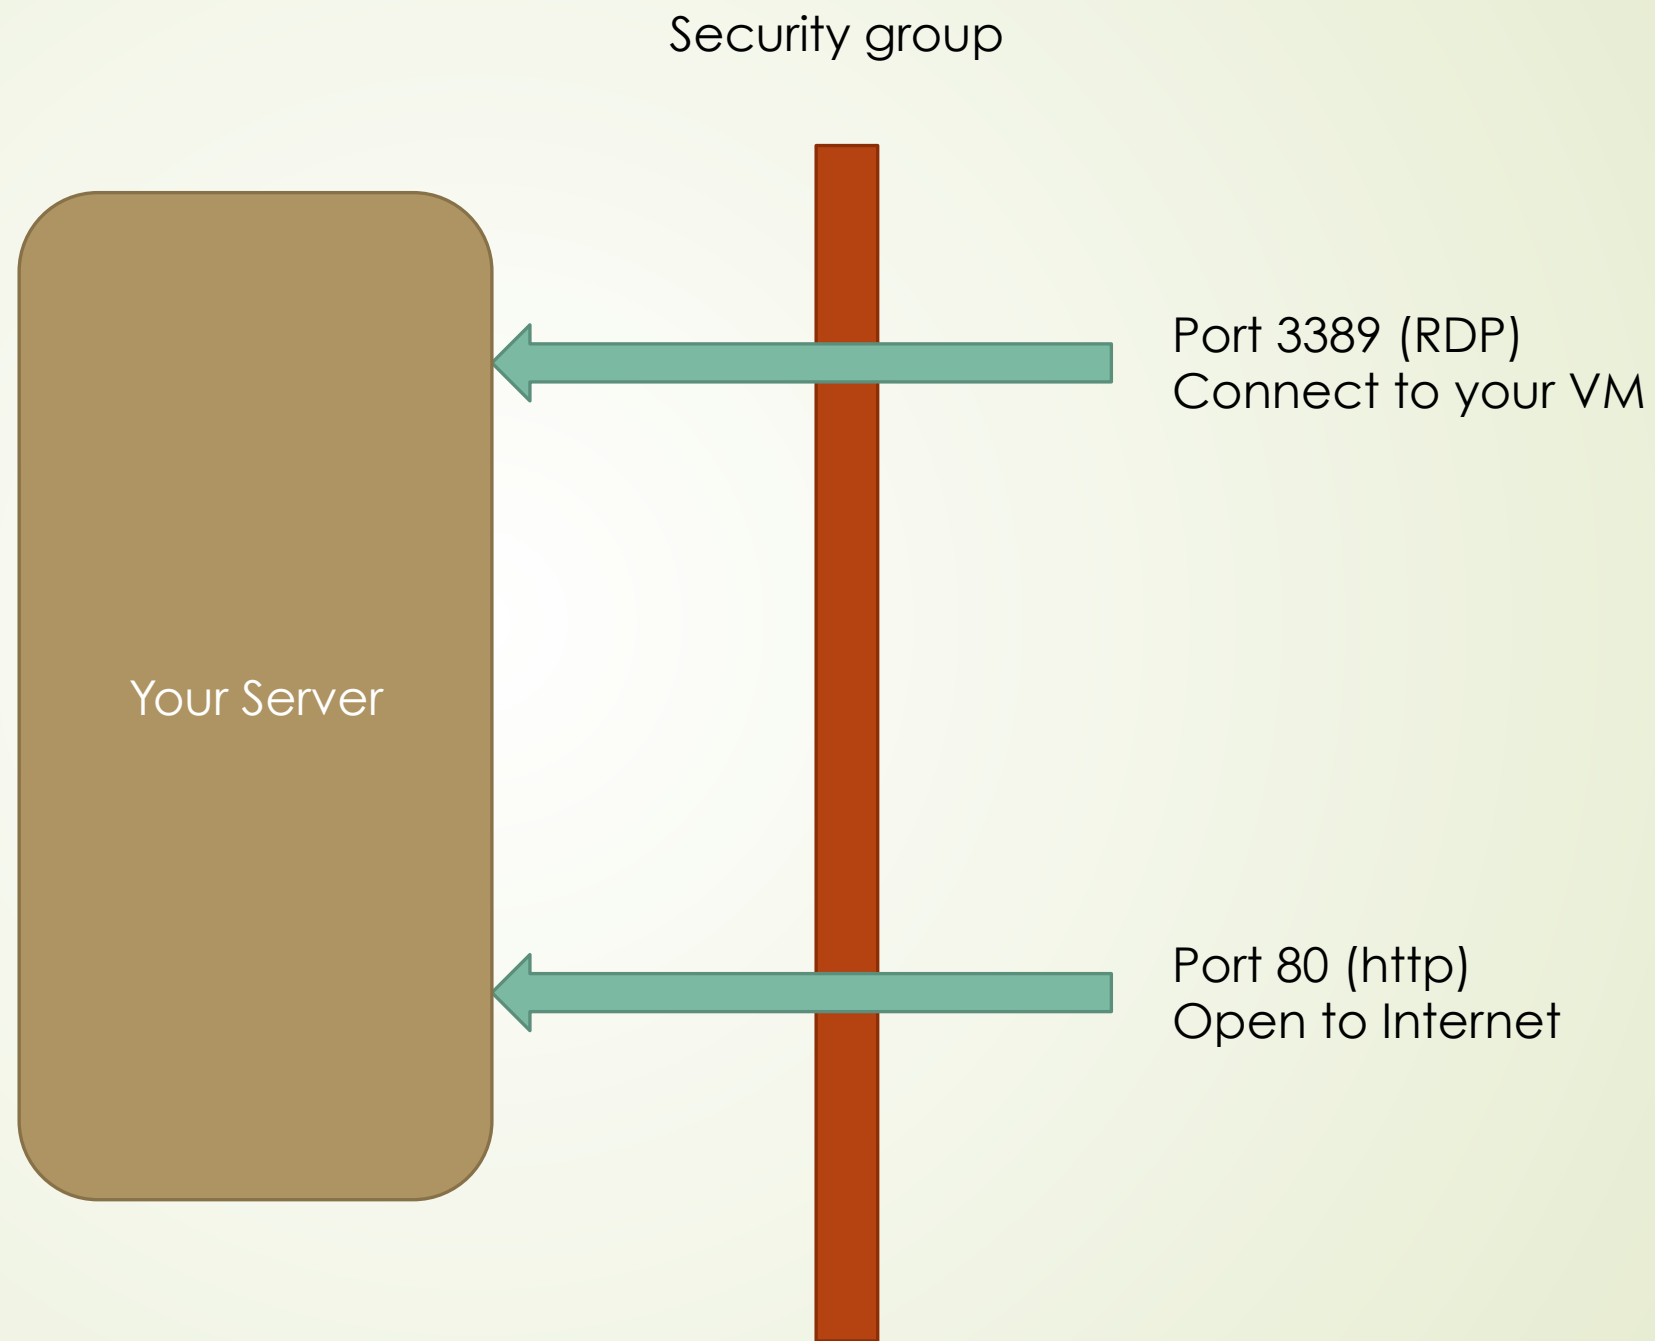 Security group
Port 3389 (RDP)
Connect to your VM
Your Server
Port 80 (http)
Open to Internet